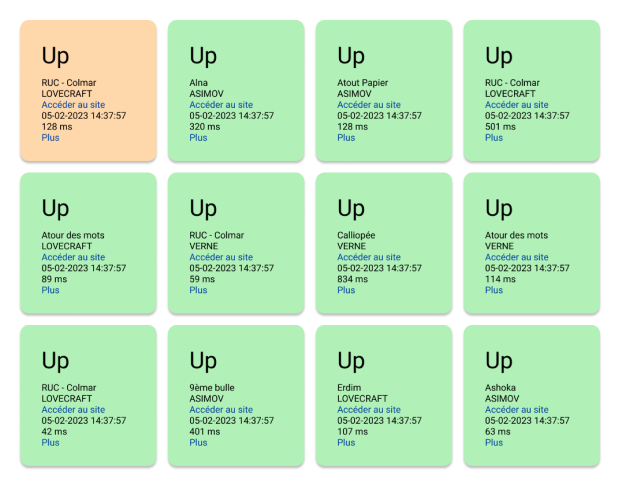 Up
RUC - Colmar
LOVECRAFT
Accéder au site
05-02-2023 14:37:57
128 ms
Plus
Up
Alna
ASIMOV
Accéder au site
05-02-2023 14:37:57
320 ms
Plus
Up
Atout Papier
ASIMOV
Accéder au site
05-02-2023 14:37:57
128 ms
Plus
Up
RUC - Colmar
LOVECRAFT
Accéder au site
05-02-2023 14:37:57
501 ms
Plus
Up
Atour des mots
LOVECRAFT
Accéder au site
05-02-2023 14:37:57
89 ms
Plus
Up
RUC - Colmar
VERNE
Accéder au site
05-02-2023 14:37:57
59 ms
Plus
Up
Calliopée
VERNE
Accéder au site
05-02-2023 14:37:57
834 ms
Plus
Up
Atour des mots
VERNE
Accéder au site
05-02-2023 14:37:57
114 ms
Plus
Up
RUC - Colmar
LOVECRAFT
Accéder au site
05-02-2023 14:37:57
42 ms
Plus
Up
9ème bulle
ASIMOV
Accéder au site
05-02-2023 14:37:57
401 ms
Plus
Up
Erdim
LOVECRAFT
Accéder au site
05-02-2023 14:37:57
107 ms
Plus
Up
Ashoka
ASIMOV
Accéder au site
05-02-2023 14:37:57
63 ms
Plus